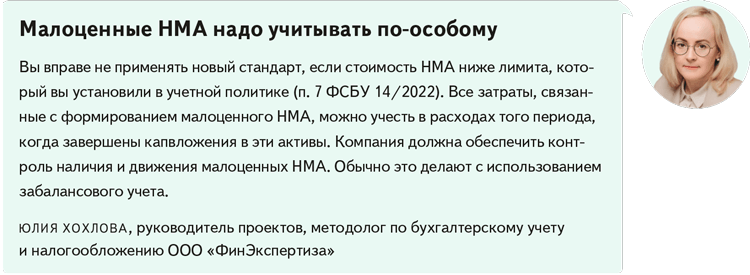 Малоценные НМА надо учитывать по-особому
Вы вправе не применять новый стандарт, если стоимость НМА ниже лимита, кото-
рый вы установили в учетной политике (п. 7 ФСБУ 14/2022). Все затраты, связан-
ные с формированием малоценного НМА, можно учесть в расходах того периода,
когда завершены капвложения в эти активы. Компания должна обеспечить конт-
роль наличия и движения малоценных НМА. Обычно это делают с использованием
забалансового учета.
ЮЛИЯ ХОХЛОВА, руководитель проектов, методолог по бухгалтерскому учету
и налогообложению ООО «ФинЭкспертиза»